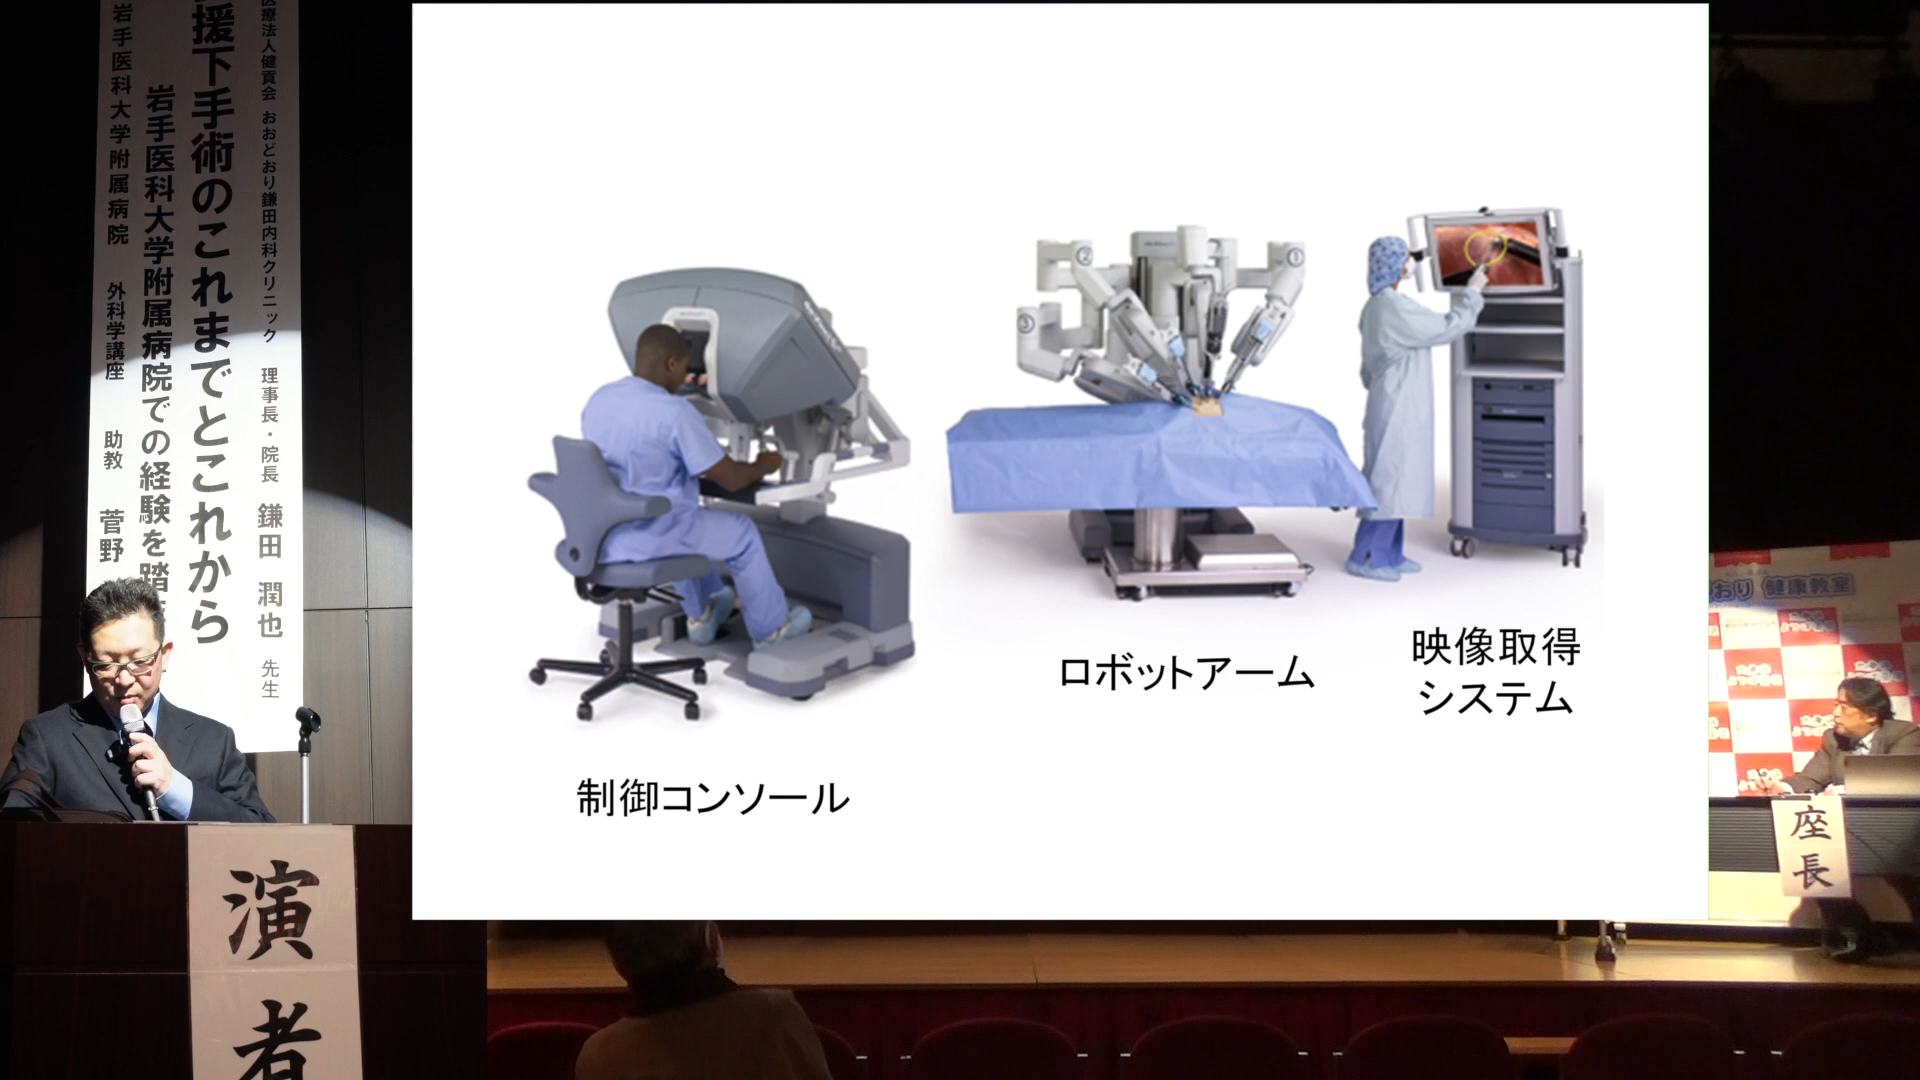 医療法人健貢会 おおどおり鎌田内科クリニック 理事長・院長 鎌田 潤也 先生
援下手術のこれまでとこれから
岩手医科大学附属病院での経験を踏
岩手医科大学附属病院 外科学講座 助教 菅野
演者
制御コンソール
ロボットアーム
映像取得
システム
②
③
①
おり 健康教室
座長